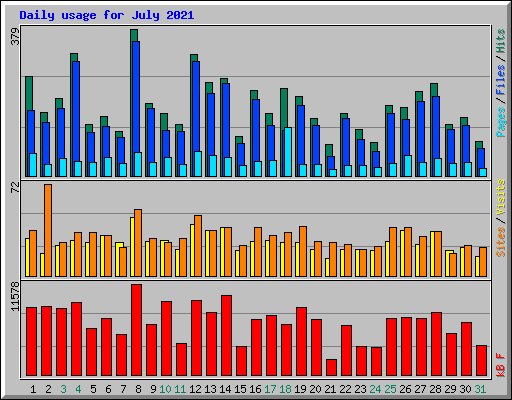 Daily usage for July 2021
379
Pages / Files / Hits
72
Sites / Visits
11578
kB F
1 2 3 4 5 6 7 8 9 10 11 12 13 14 15 16 17 18 19 20 21 22 23 24 25 26 27 28 29 30 31